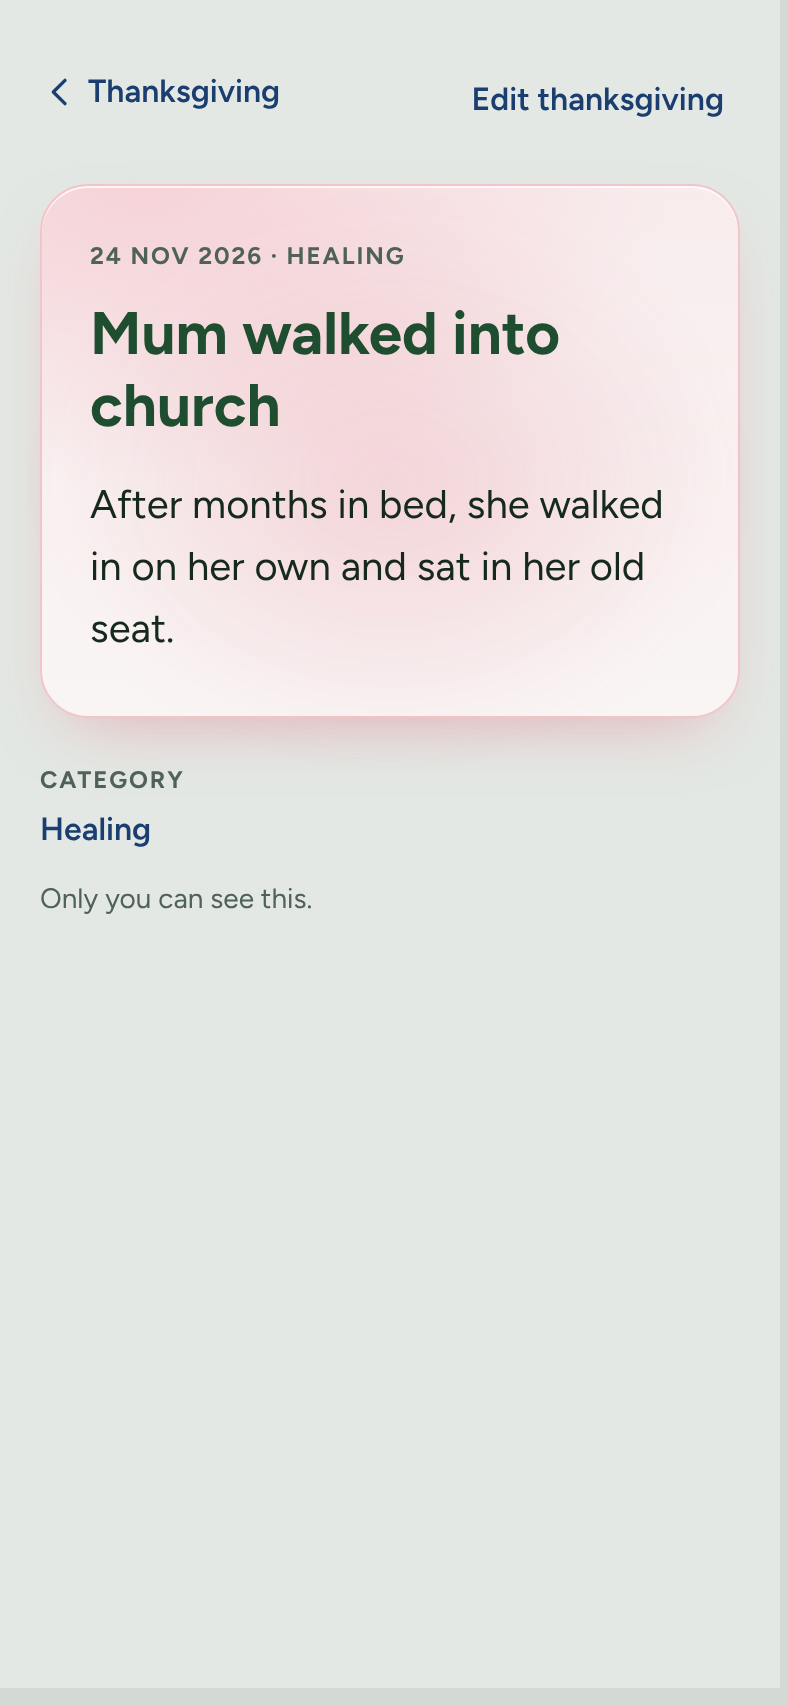 Thanksgiving
Edit thanksgiving
24 NOV 2026 · HEALING
Mum walked into
church
After months in bed, she walked
in on her own and sat in her old
seat.
CATEGORY
Healing
Only you can see this.